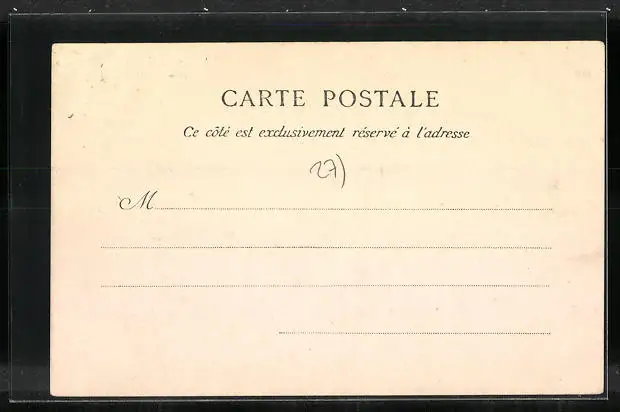 CARTE POSTALE
Ce côté est exclusivement réservé à l'adresse
27)
M